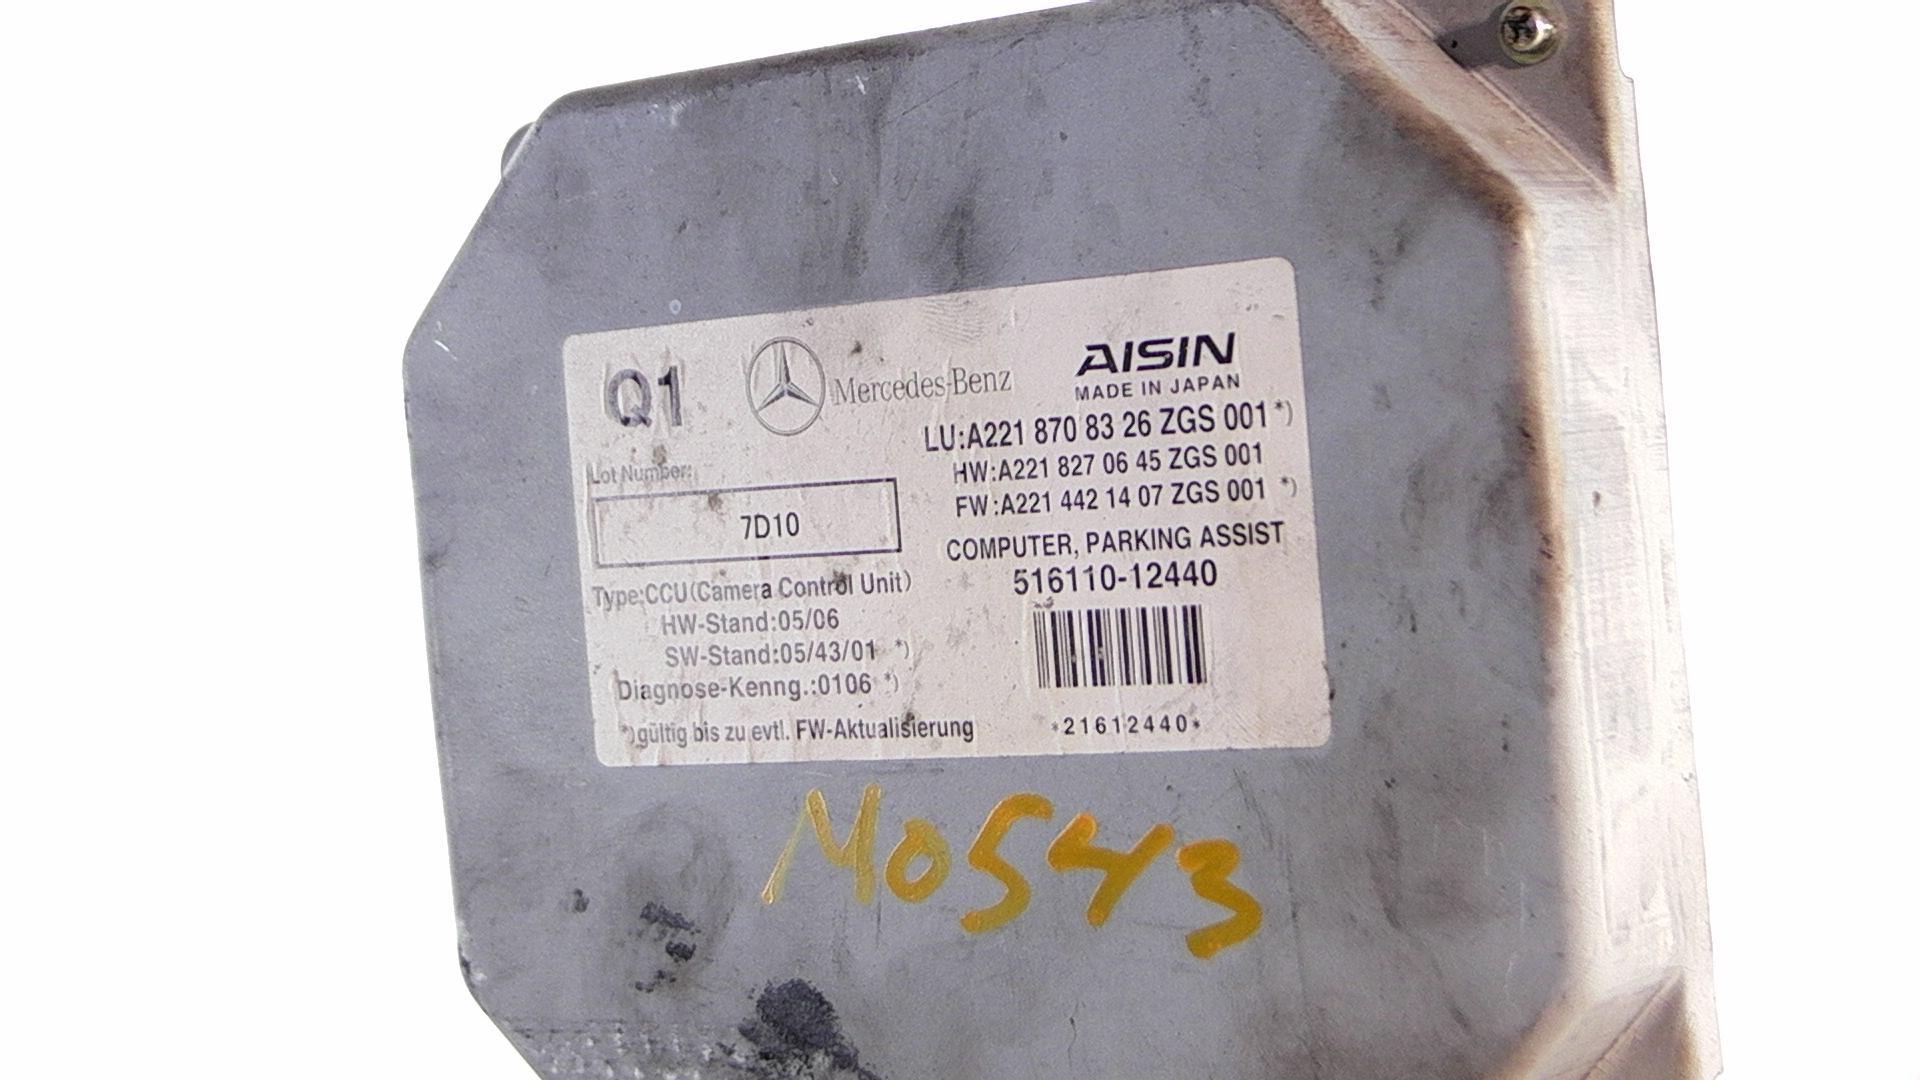 Q1
Mercedes-Benz
AISIN
MADE IN JAPAN
LU:A221 870 83 26 ZGS 001 *)
HW:A221 827 06 45 ZGS 001
FW:A221 442 14 07 ZGS 001 *)
COMPUTER, PARKING ASSIST
516110-12440
*21612440*
Lot Number:
7D10
Type:CCU(Camera Control Unit)
HW-Stand:05/06
SW-Stand:05/43/01 *)
Diagnose-Kenng.:0106 *)
*)gültig bis zu evtl. FW-Aktualisierung
M0543